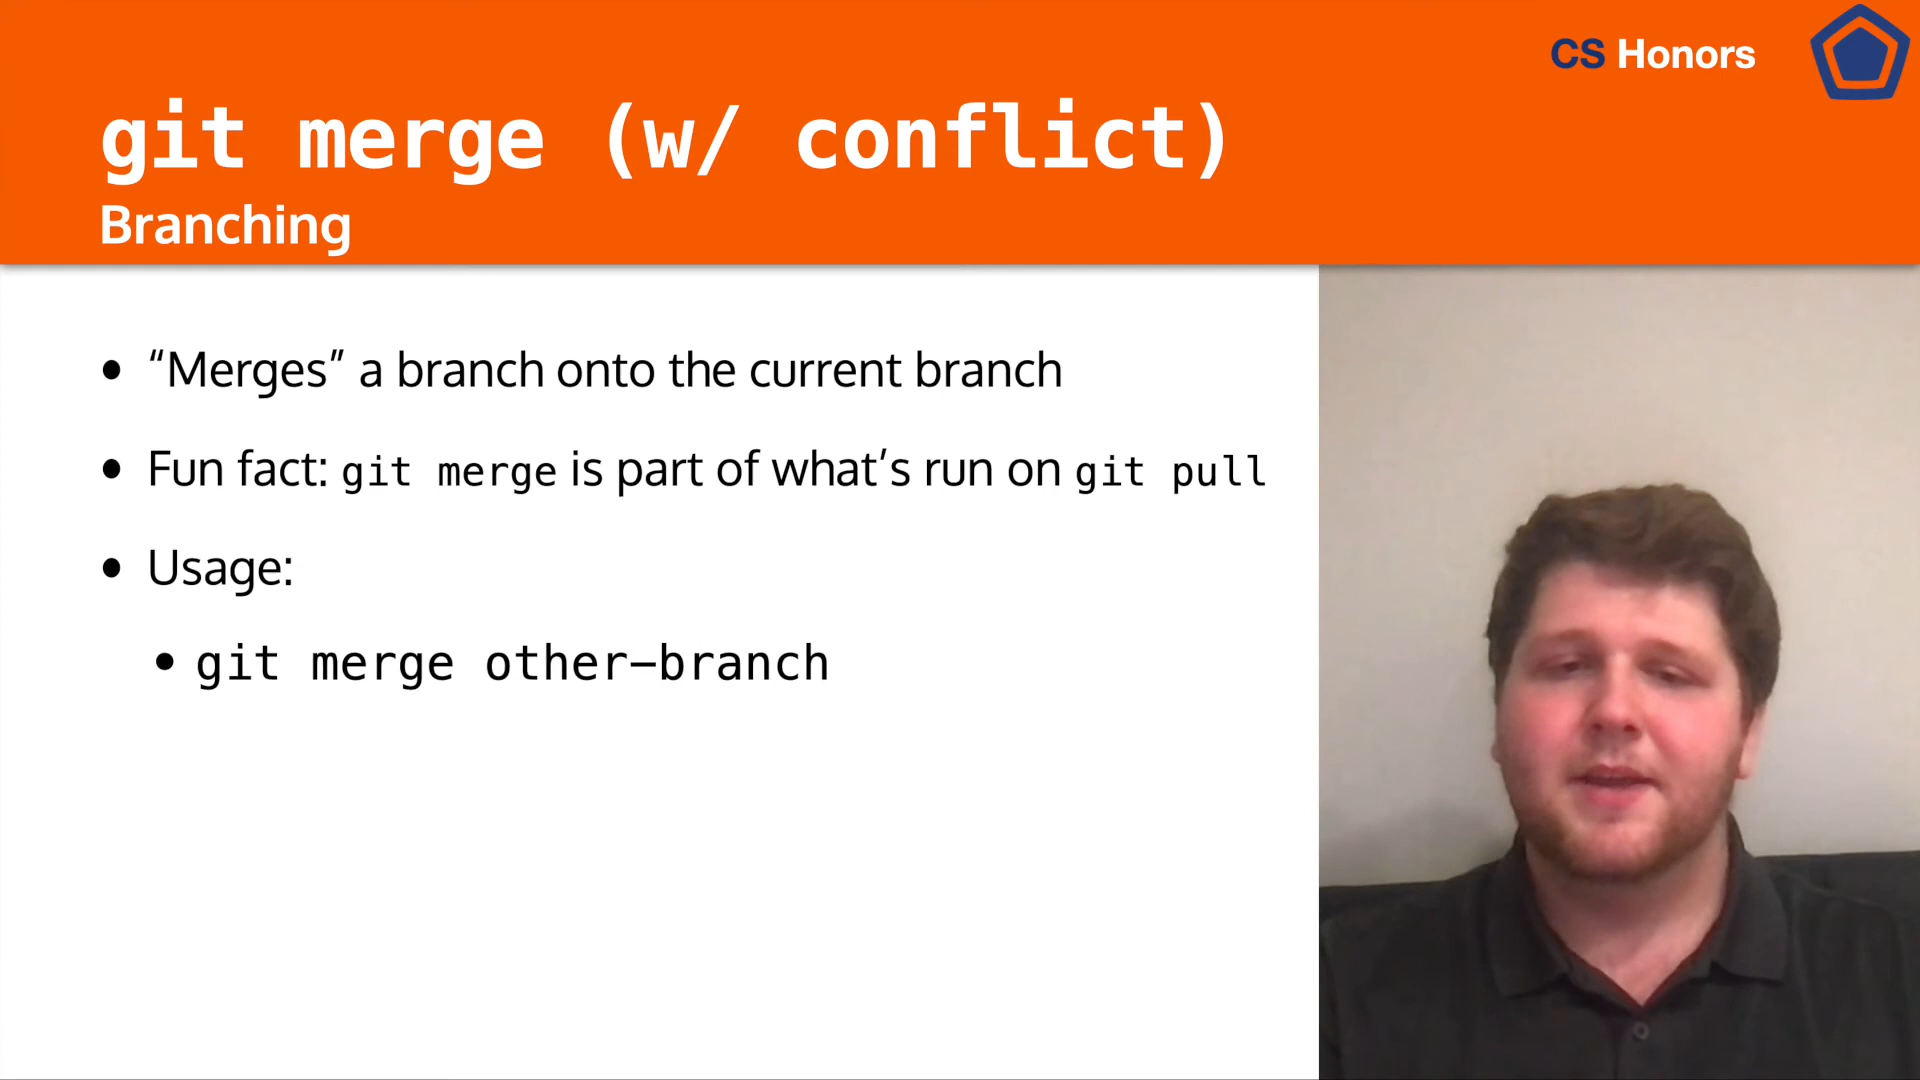 CS Honors
git merge (w/ conflict)
Branching
• “Merges” a branch onto the current branch
• Fun fact: git merge is part of what’s run on git pull
• Usage:
• git merge other-branch